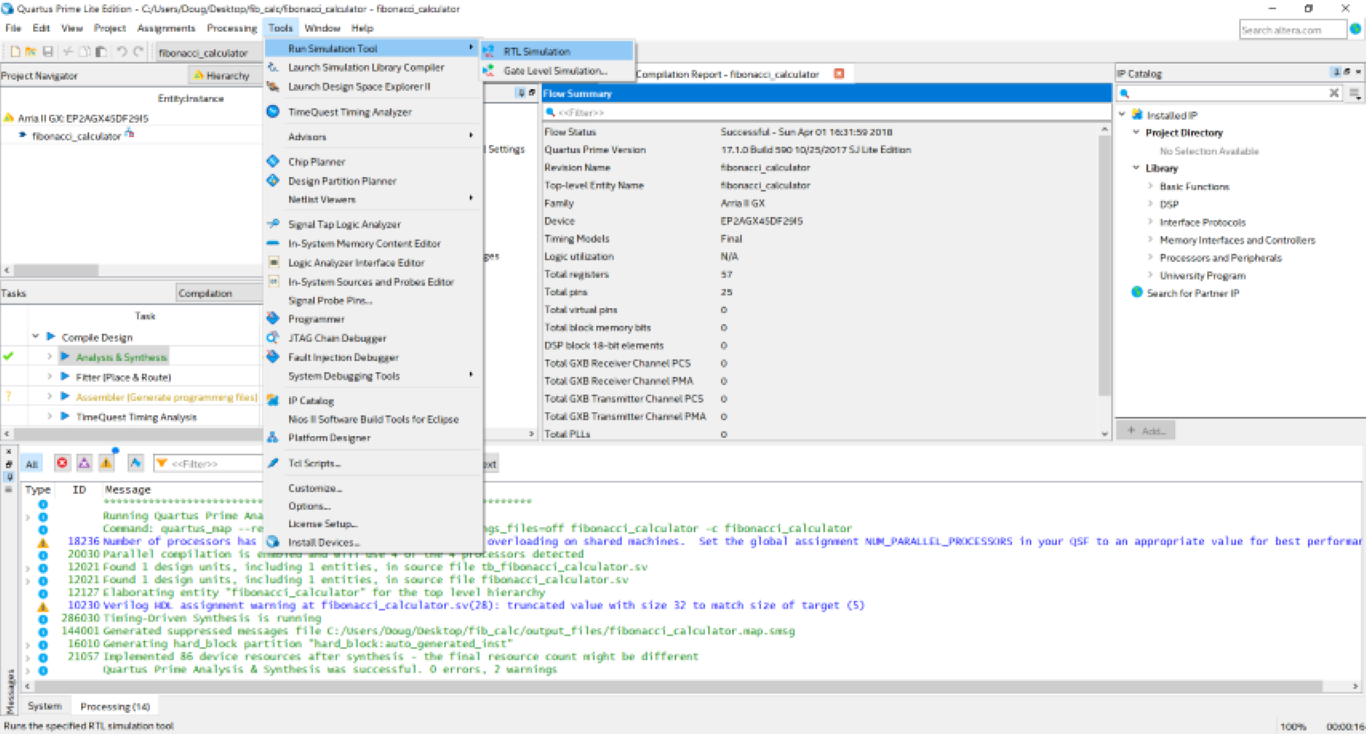 Quartus Prime Lite Edition - C:/Users/Doug/Desktop/fib_calc/fibonacci_calculator - fibonacci_calculator
File Edit View Project Assignments Processing Tools Window Help
Search altera.com
fibonacci_calculator
Project Navigator
Hierarchy
Entity:Instance
Arria II GX: EP2AGX45DF29I5
fibonacci_calculator
Tasks
Compilation
Task
Compile Design
Analysis & Synthesis
Fitter (Place & Route)
Assembler (Generate programming files)
TimeQuest Timing Analysis
Run Simulation Tool
Launch Simulation Library Compiler
Launch Design Space Explorer II
TimeQuest Timing Analyzer
Advisors
Chip Planner
Design Partition Planner
Netlist Viewers
Signal Tap Logic Analyzer
In-System Memory Content Editor
Logic Analyzer Interface Editor
In-System Sources and Probes Editor
Signal Probe Pins...
Programmer
JTAG Chain Debugger
Fault Injection Debugger
System Debugging Tools
IP Catalog
Nios II Software Build Tools for Eclipse
Platform Designer
Tcl Scripts...
Customize...
Options...
License Setup...
Install Devices...
RTL Simulation
Gate Level Simulation...
Settings
ges
Compilation Report - fibonacci_calculator
Flow Summary
<<Filter>>
Flow Status Successful - Sun Apr 01 16:31:59 2018
Quartus Prime Version 17.1.0 Build 590 10/25/2017 SJ Lite Edition
Revision Name fibonacci_calculator
Top-level Entity Name fibonacci_calculator
Family Arria II GX
Device EP2AGX45DF29I5
Timing Models Final
Logic utilization N/A
Total registers 57
Total pins 25
Total virtual pins 0
Total block memory bits 0
DSP block 18-bit elements 0
Total GXB Receiver Channel PCS 0
Total GXB Receiver Channel PMA 0
Total GXB Transmitter Channel PCS 0
Total GXB Transmitter Channel PMA 0
Total PLLs 0
IP Catalog
Installed IP
Project Directory
No Selection Available
Library
Basic Functions
DSP
Interface Protocols
Memory Interfaces and Controllers
Processors and Peripherals
University Program
Search for Partner IP
+ Add...
All <<Filter>> ext
Type ID Message
Running Quartus Prime Ana
Command: quartus_map --re ngs_files=off fibonacci_calculator -c fibonacci_calculator
18236 Number of processors has overloading on shared machines. Set the global assignment NUM_PARALLEL_PROCESSORS in your QSF to an appropriate value for best performan
20030 Parallel compilation is enabled and will use 4 of the 4 processors detected
12021 Found 1 design units, including 1 entities, in source file tb_fibonacci_calculator.sv
12021 Found 1 design units, including 1 entities, in source file fibonacci_calculator.sv
12127 Elaborating entity "fibonacci_calculator" for the top level hierarchy
10230 Verilog HDL assignment warning at fibonacci_calculator.sv(28): truncated value with size 32 to match size of target (5)
286030 Timing-Driven Synthesis is running
144001 Generated suppressed messages file C:/Users/Doug/Desktop/fib_calc/output_files/fibonacci_calculator.map.smsg
16010 Generating hard_block partition "hard_block:auto_generated_inst"
21057 Implemented 86 device resources after synthesis - the final resource count might be different
Quartus Prime Analysis & Synthesis was successful. 0 errors, 2 warnings
Messages
System Processing (14)
Runs the specified RTL simulation tool
100% 00:00:16